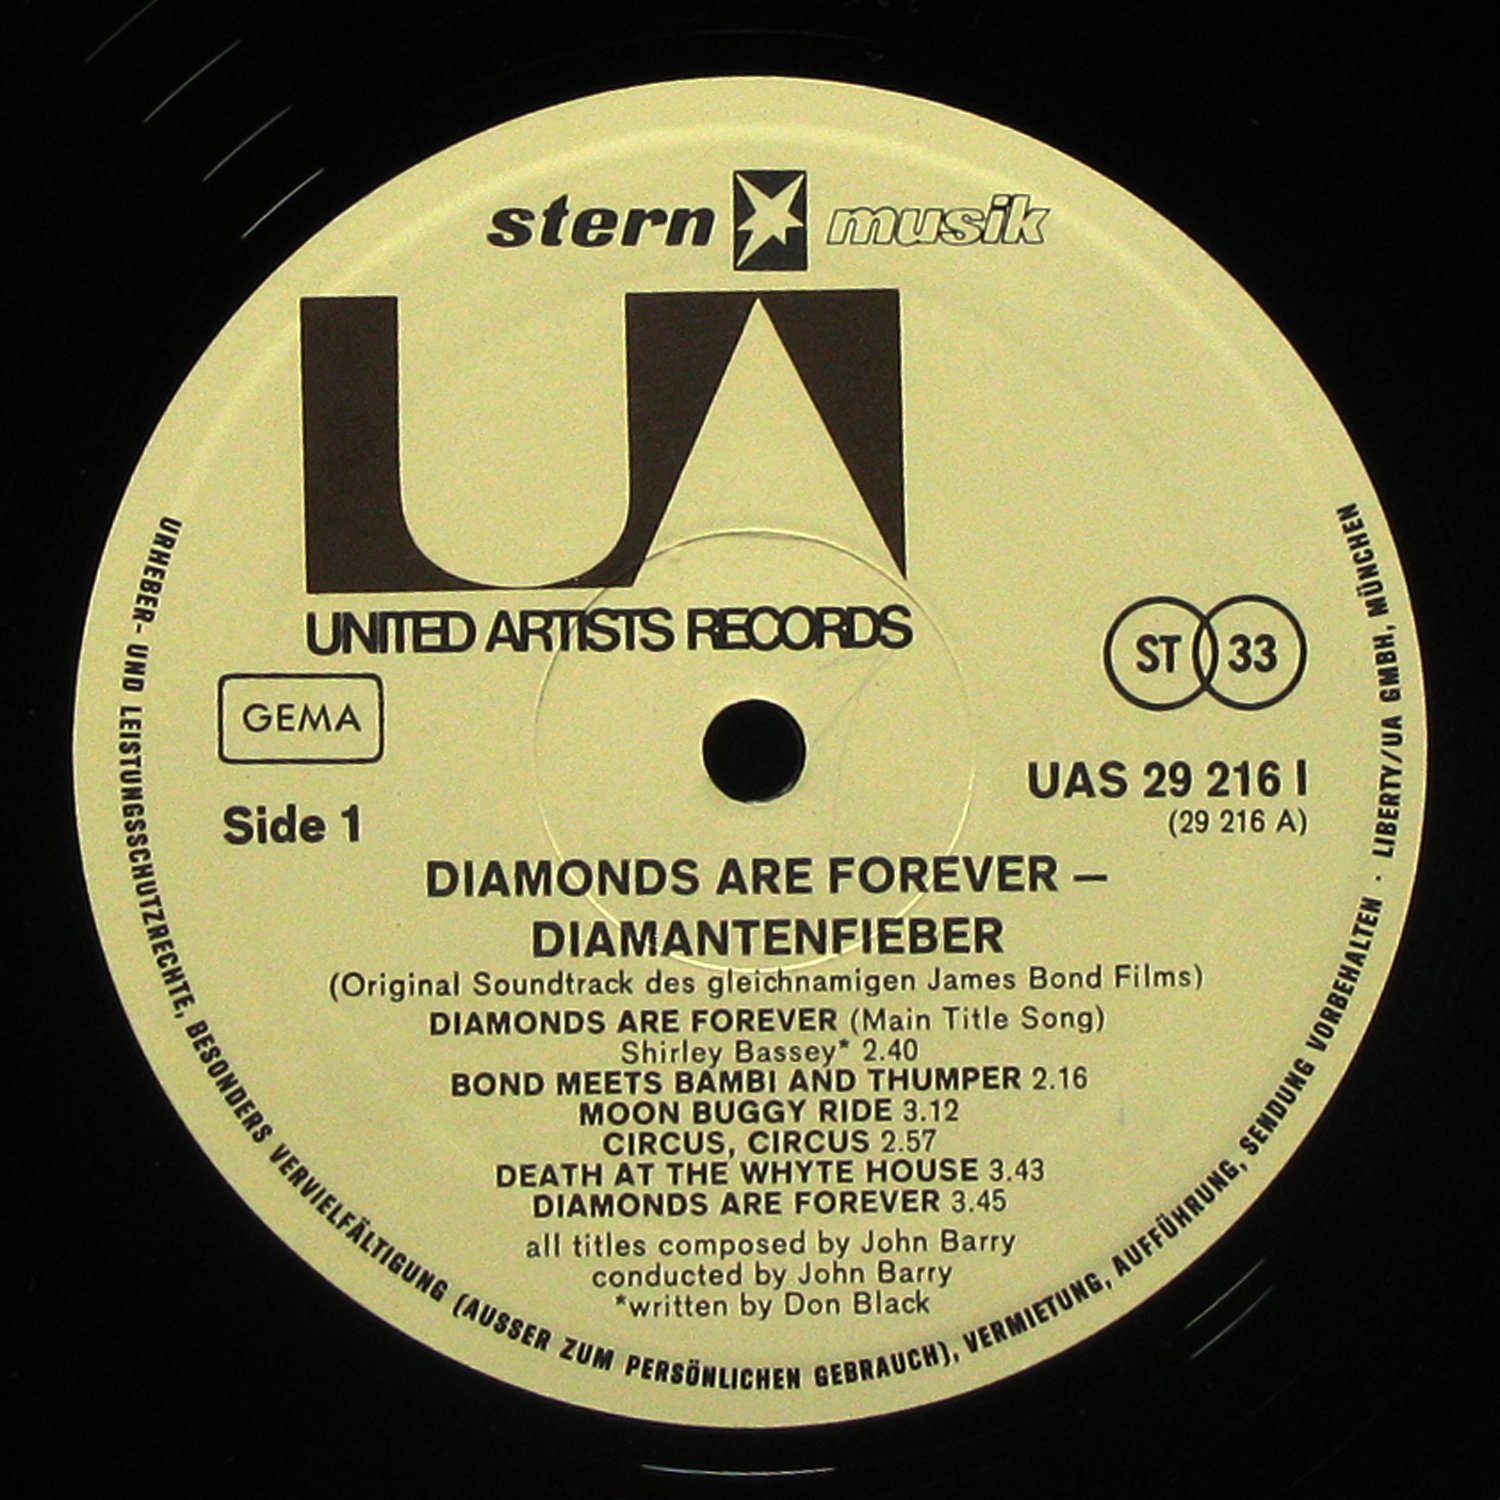 stern musik
UA
UNITED ARTISTS RECORDS
GEMA
ST 33
Side 1
UAS 29 216 I
(29 216 A)
DIAMONDS ARE FOREVER –
DIAMANTENFIEBER
(Original Soundtrack des gleichnamigen James Bond Films)
DIAMONDS ARE FOREVER (Main Title Song)
Shirley Bassey* 2.40
BOND MEETS BAMBI AND THUMPER 2.16
MOON BUGGY RIDE 3.12
CIRCUS, CIRCUS 2.57
DEATH AT THE WHYTE HOUSE 3.43
DIAMONDS ARE FOREVER 3.45
all titles composed by John Barry
conducted by John Barry
*written by Don Black
URHEBER- UND LEISTUNGSSCHUTZRECHTE, BESONDERS VERVIELFÄLTIGUNG (AUSSER ZUM PERSÖNLICHEN GEBRAUCH), VERMIETUNG, AUFFÜHRUNG, SENDUNG VORBEHALTEN · LIBERTY/UA GMBH, MÜNCHEN